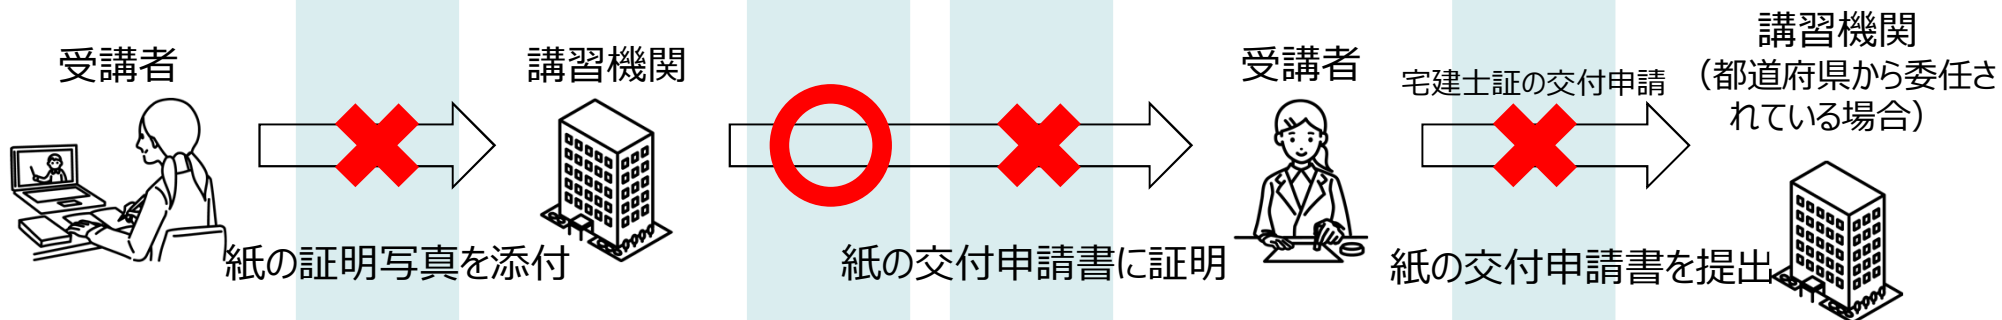 受講者
紙の証明写真を添付
講習機関
紙の交付申請書に証明
受講者
宅建士証の交付申請
紙の交付申請書を提出
講習機関
（都道府県から委任さ
れている場合）